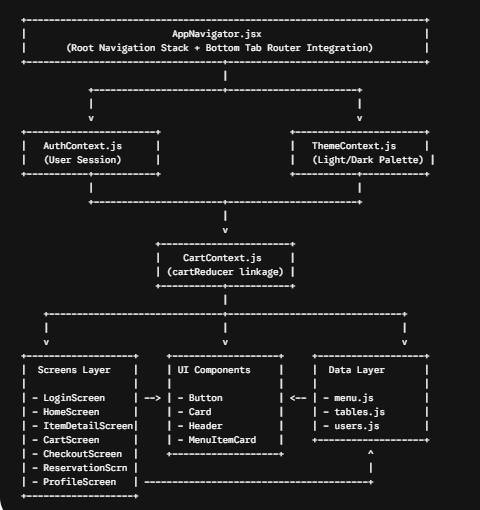 AppNavigator.jsx
(Root Navigation Stack + Bottom Tab Router Integration)
AuthContext.js
(User Session)
ThemeContext.js
(Light/Dark Palette)
CartContext.js
(cartReducer linkage)
Screens Layer
- LoginScreen
- HomeScreen
- ItemDetailScreen
- CartScreen
- CheckoutScreen
- ReservationScrn
- ProfileScreen
UI Components
- Button
- Card
- Header
- MenuItemCard
Data Layer
- menu.js
- tables.js
- users.js